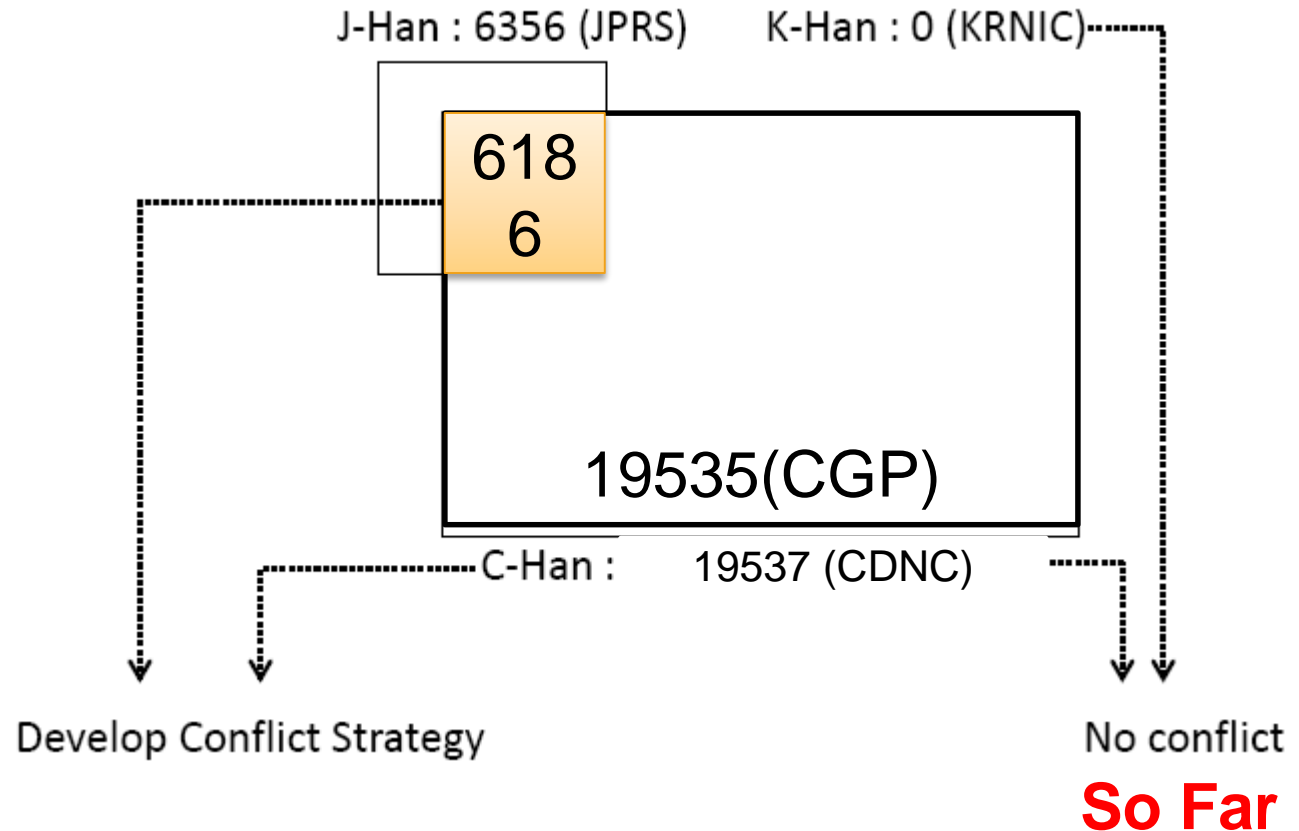 J-Han : 6356 (JPRS) K-Han : 0 (KRNIC)
618
6
19535(CGP)
C-Han : 19537 (CDNC)
Develop Conflict Strategy No conflict
So Far